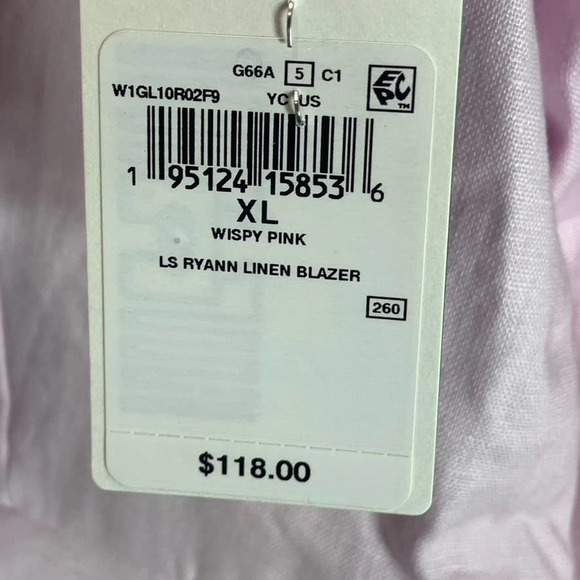 G66A 5 C1
W1GL10R02F9 YC US
EPC™
1 95124 15853 6
XL
WISPY PINK
LS RYANN LINEN BLAZER
260
$118.00